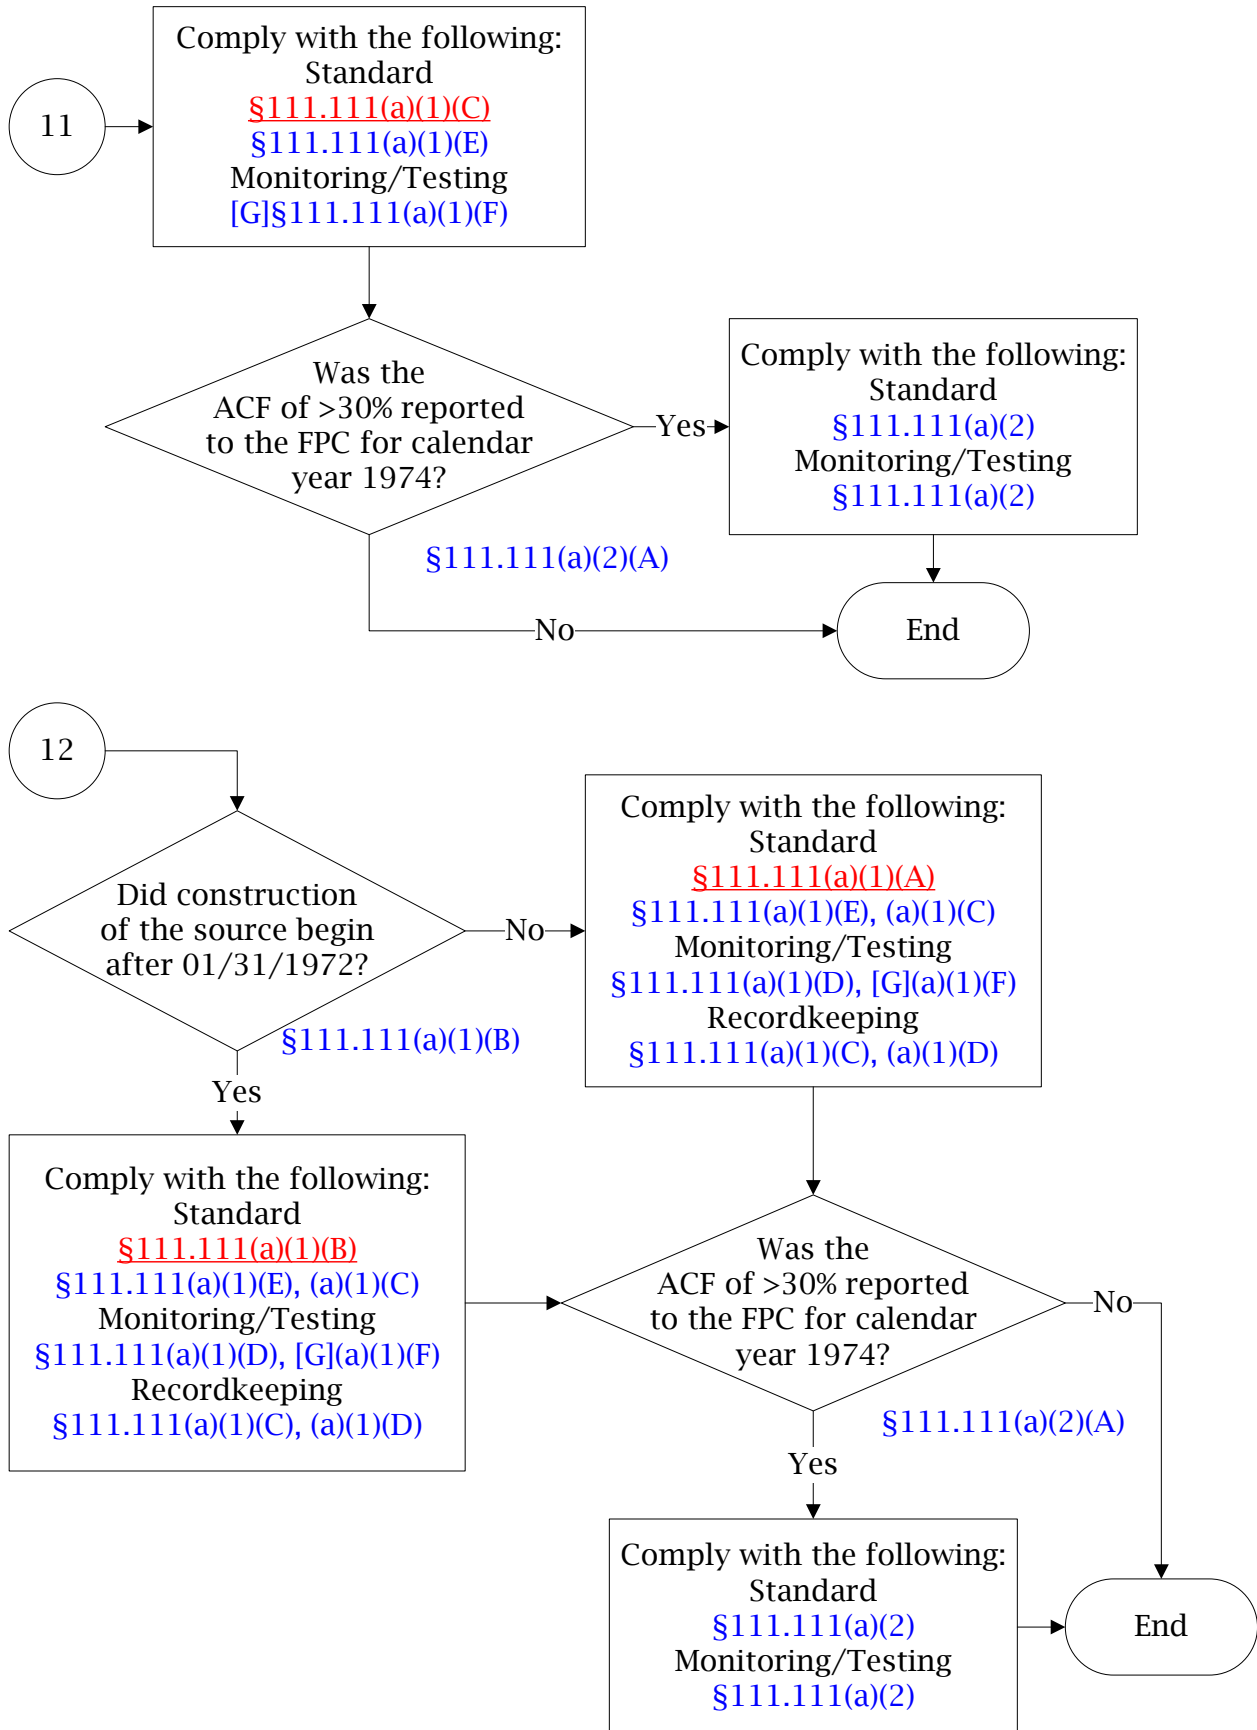 11
Comply with the following:
Standard
§111.111(a)(1)(C)
§111.111(a)(1)(E)
Monitoring/Testing
[G]§111.111(a)(1)(F)
Was the
ACF of >30% reported
to the FPC for calendar
year 1974?
Yes
Comply with the following:
Standard
§111.111(a)(2)
Monitoring/Testing
§111.111(a)(2)
§111.111(a)(2)(A)
No
End
12
Did construction
of the source begin
after 01/31/1972?
No
§111.111(a)(1)(B)
Yes
Comply with the following:
Standard
§111.111(a)(1)(A)
§111.111(a)(1)(E), (a)(1)(C)
Monitoring/Testing
§111.111(a)(1)(D), [G](a)(1)(F)
Recordkeeping
§111.111(a)(1)(C), (a)(1)(D)
Comply with the following:
Standard
§111.111(a)(1)(B)
§111.111(a)(1)(E), (a)(1)(C)
Monitoring/Testing
§111.111(a)(1)(D), [G](a)(1)(F)
Recordkeeping
§111.111(a)(1)(C), (a)(1)(D)
Was the
ACF of >30% reported
to the FPC for calendar
year 1974?
No
§111.111(a)(2)(A)
Yes
Comply with the following:
Standard
§111.111(a)(2)
Monitoring/Testing
§111.111(a)(2)
End